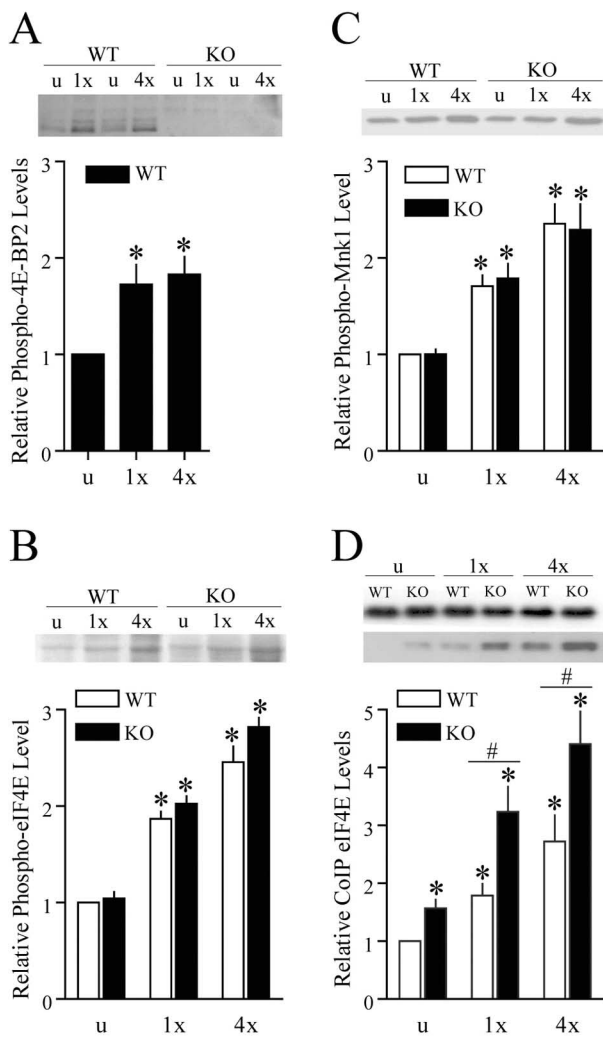 A
WT KO
u 1x u 4x u 1x u 4x
Relative Phospho-4E-BP2 Levels
3
2
1
0
WT
* *
u 1x 4x
C
WT KO
u 1x 4x u 1x 4x
Relative Phospho-Mnk1 Level
3
2
1
0
WT
KO
* * * *
u 1x 4x
B
WT KO
u 1x 4x u 1x 4x
Relative Phospho-eIF4E Level
3
2
1
0
WT
KO
* * * *
u 1x 4x
D
u 1x 4x
WT KO WT KO WT KO
Relative CoIP eIF4E Levels
5
4
3
2
1
0
WT
KO
# #
* * * * *
u 1x 4x